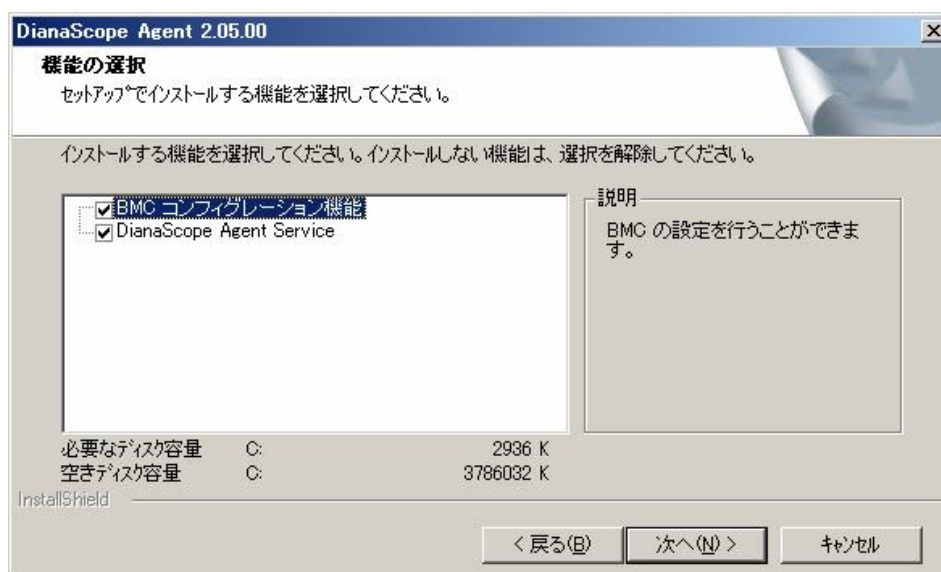 DianaScope Agent 2.05.00
機能の選択
セットアップでインストールする機能を選択してください。
インストールする機能を選択してください。インストールしない機能は、選択を解除してください。
BMC コンフィグレーション機能
DianaScope Agent Service
説明
BMC の設定を行うことができま
す。
必要なディスク容量 C: 2936 K
空きディスク容量 C: 3786032 K
InstallShield
< 戻る(B) 次へ(N) > キャンセル